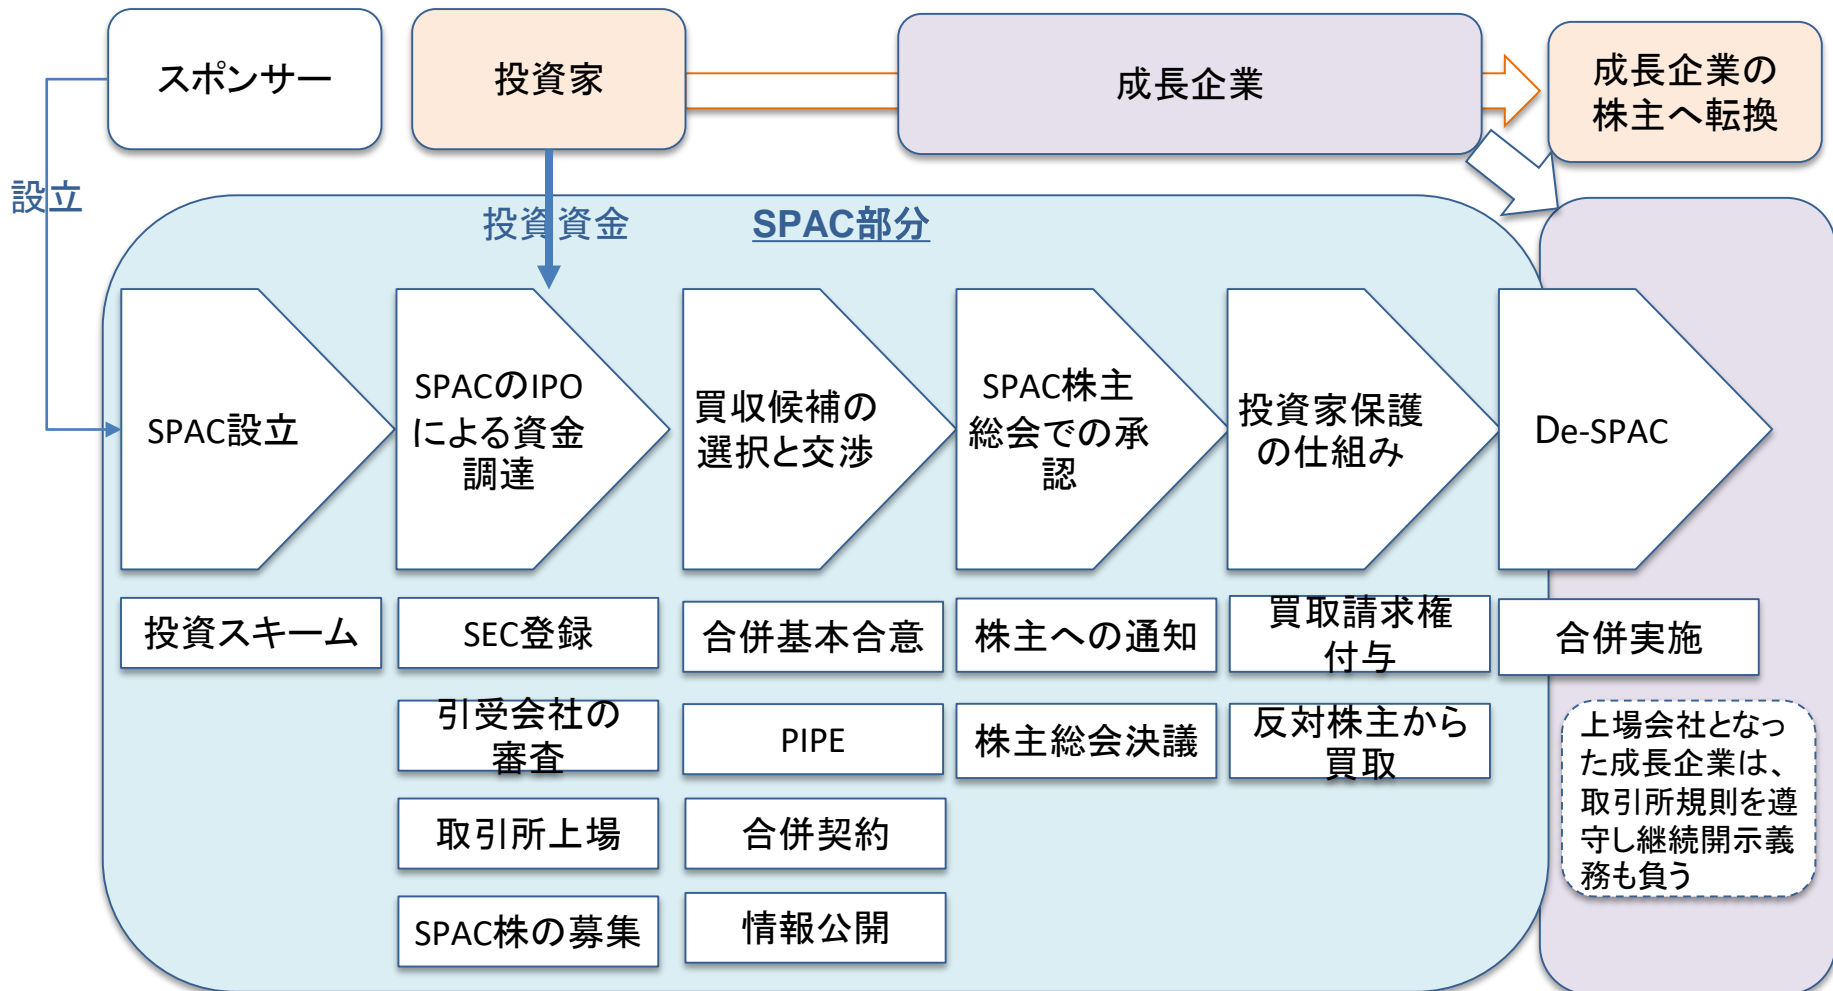 スポンサー
投資家
成長企業
成長企業の
株主へ転換
設立
投資資金
SPAC部分
SPAC設立
SPACのIPO
による資金
調達
買収候補の
選択と交渉
SPAC株主
総会での承
認
投資家保護
の仕組み
De-SPAC
投資スキーム
SEC登録
引受会社の
審査
取引所上場
SPAC株の募集
合併基本合意
PIPE
合併契約
情報公開
株主への通知
株主総会決議
買取請求権
付与
反対株主から
買取
合併実施
上場会社となっ
た成長企業は、
取引所規則を遵
守し継続開示義
務も負う